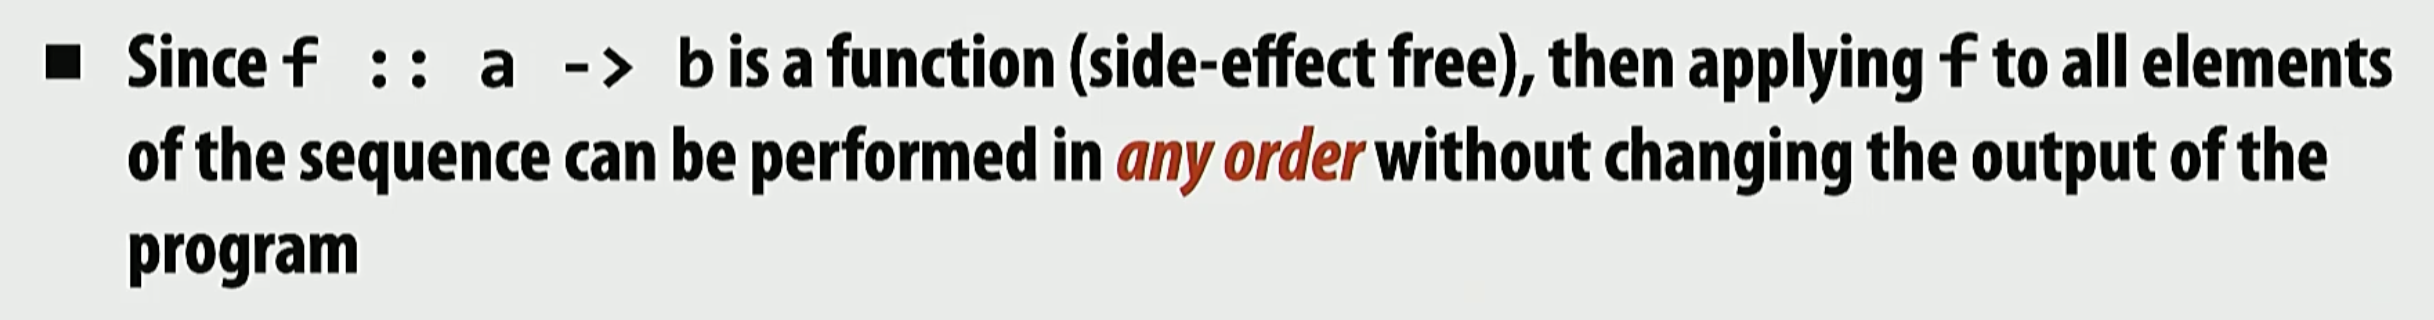 ■ Since f :: a -> b is a function (side-effect free), then applying f to all elements
of the sequence can be performed in any order without changing the output of the
program